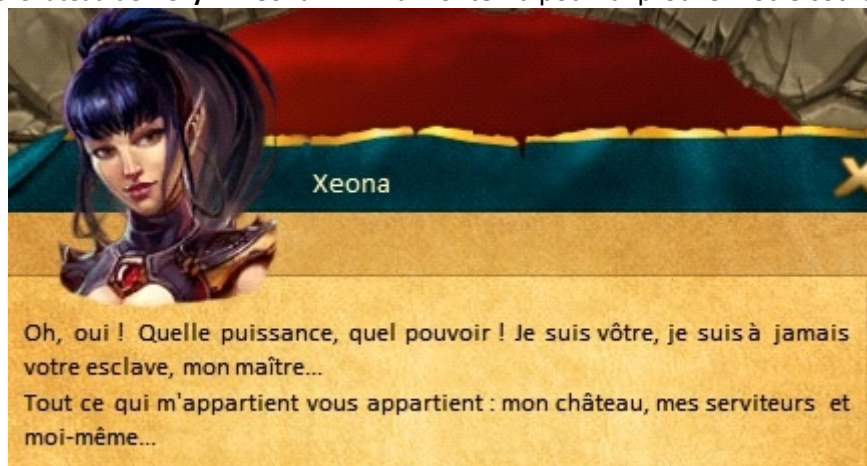 Xeona
Oh, oui ! Quelle puissance, quel pouvoir ! Je suis vôtre, je suis à jamais
votre esclave, mon maître...
Tout ce qui m'appartient vous appartient : mon château, mes serviteurs et
moi-même...